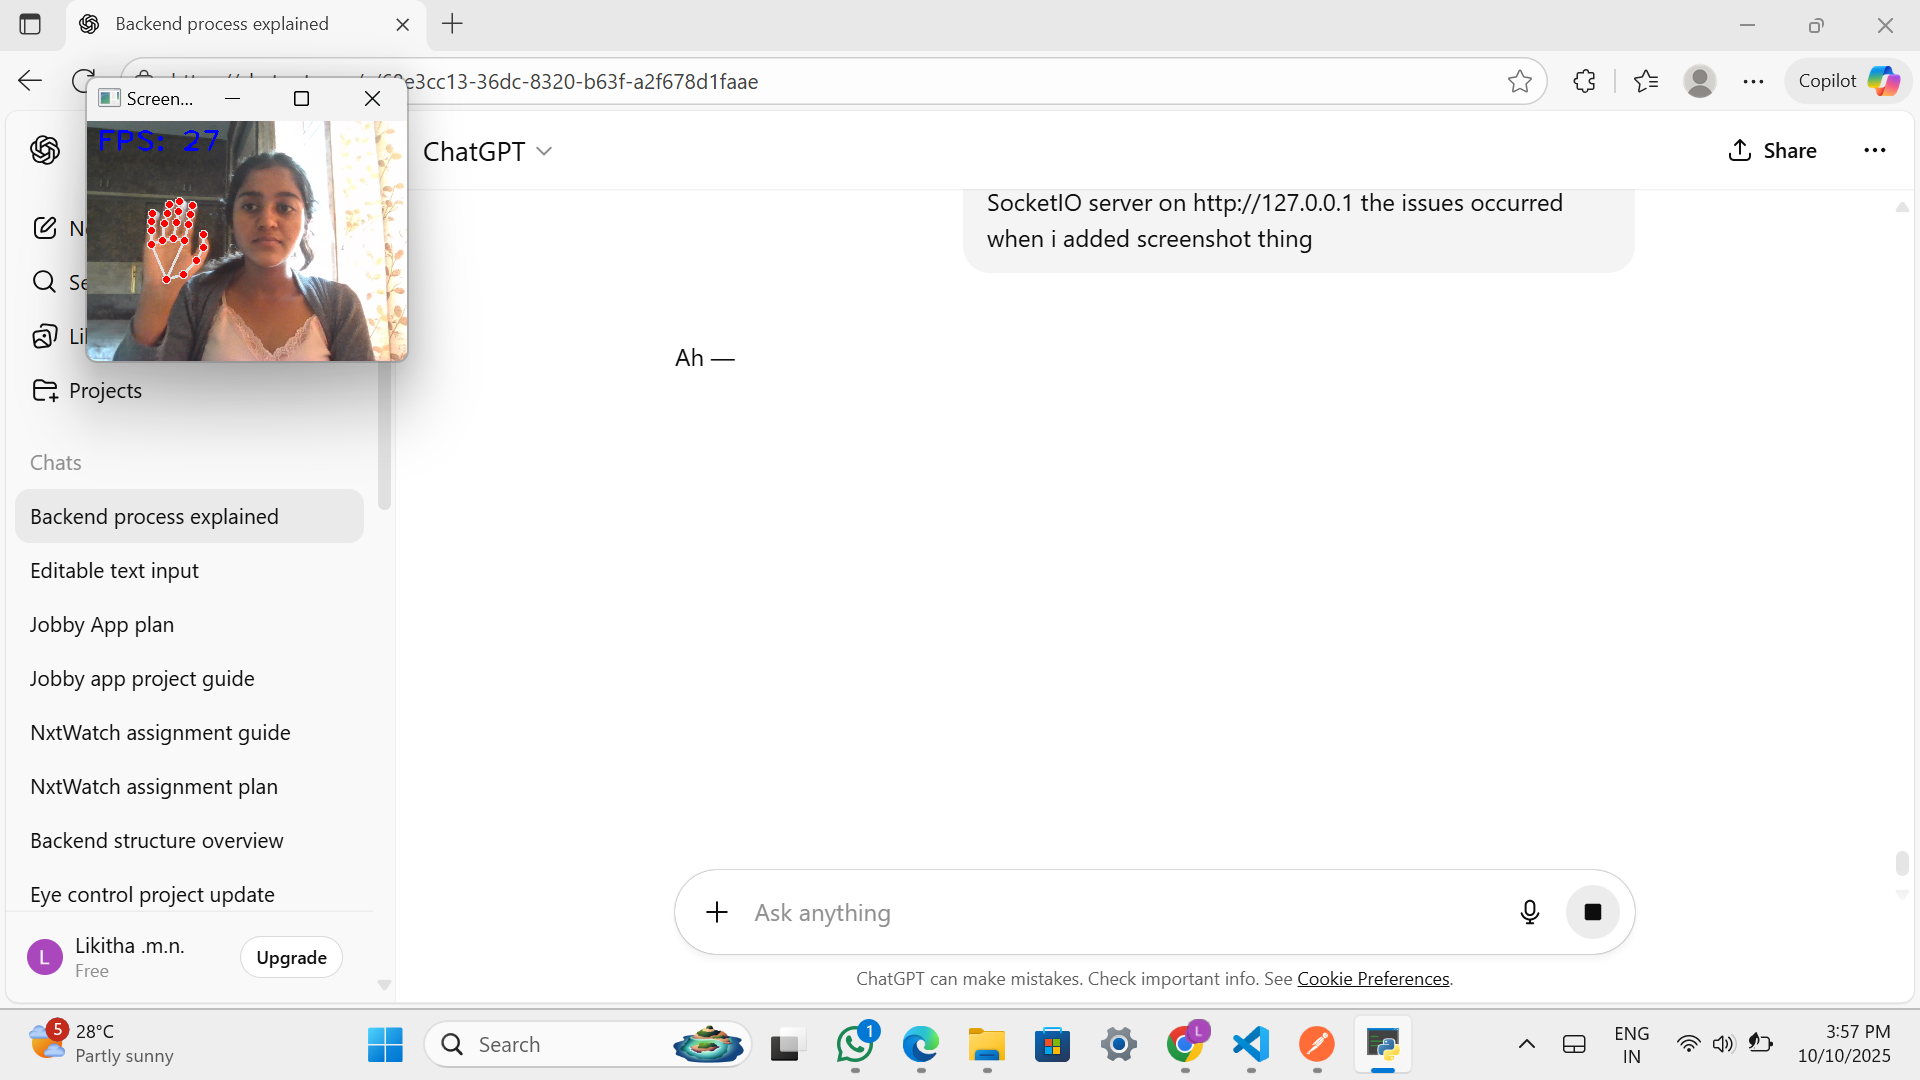 Backend process explained
e3cc13-36dc-8320-b63f-a2f678d1faae
Copilot
Screen...
FPS: 27
ChatGPT
Share
SocketIO server on http://127.0.0.1 the issues occurred
when i added screenshot thing
Ah —
Projects
Chats
Backend process explained
Editable text input
Jobby App plan
Jobby app project guide
NxtWatch assignment guide
NxtWatch assignment plan
Backend structure overview
Eye control project update
L
Likitha .m.n.
Free
Upgrade
Ask anything
ChatGPT can make mistakes. Check important info. See Cookie Preferences.
5
28°C
Partly sunny
Search
1
L
ENG
IN
3:57 PM
10/10/2025